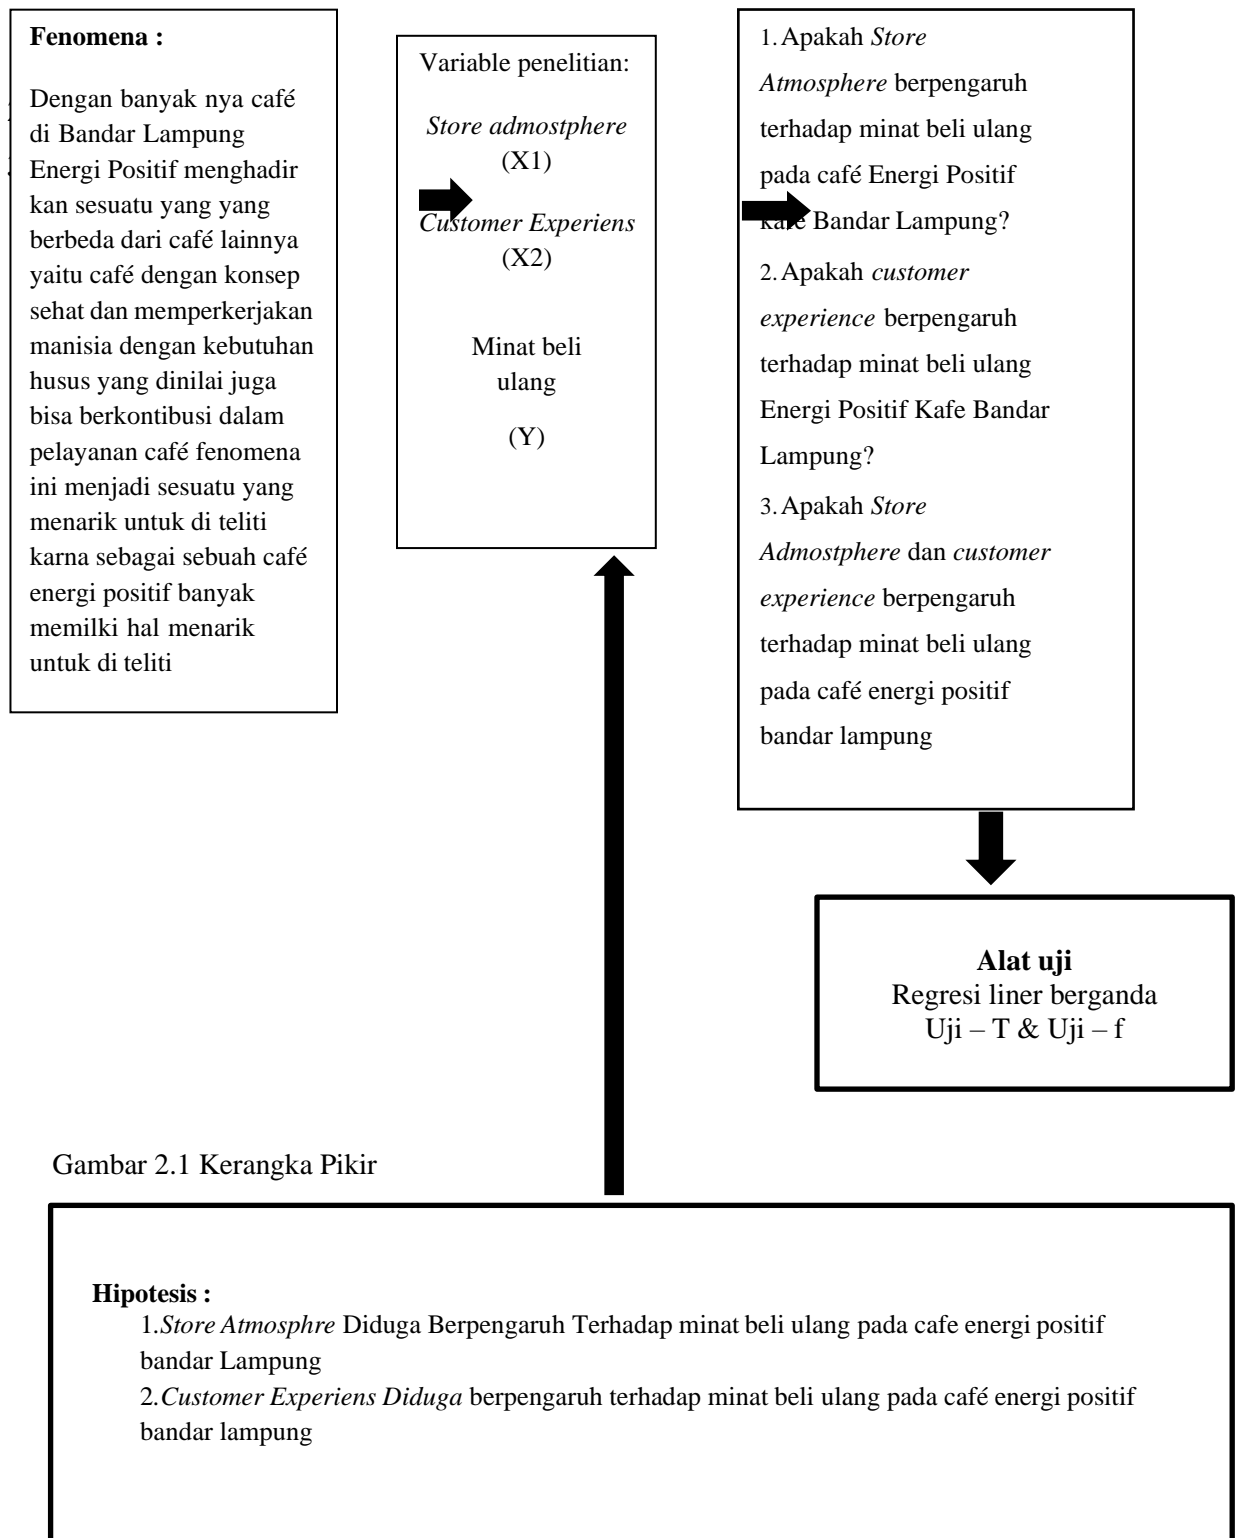 Fenomena :
Dengan banyak nya café
di Bandar Lampung
Energi Positif menghadir
kan sesuatu yang yang
berbeda dari café lainnya
yaitu café dengan konsep
sehat dan memperkerjakan
manisia dengan kebutuhan
husus yang dinilai juga
bisa berkontibusi dalam
pelayanan café fenomena
ini menjadi sesuatu yang
menarik untuk di teliti
karna sebagai sebuah café
energi positif banyak
memilki hal menarik
untuk di teliti
Variable penelitian:
Store admostphere
(X1)
Customer Experiens
(X2)
Minat beli
ulang
(Y)
1. Apakah Store
Atmosphere berpengaruh
terhadap minat beli ulang
pada café Energi Positif
kafe Bandar Lampung?
2. Apakah customer
experience berpengaruh
terhadap minat beli ulang
Energi Positif Kafe Bandar
Lampung?
3. Apakah Store
Admostphere dan customer
experience berpengaruh
terhadap minat beli ulang
pada café energi positif
bandar lampung
Alat uji
Regresi liner berganda
Uji – T & Uji – f
Gambar 2.1 Kerangka Pikir
Hipotesis :
1.Store Atmosphre Diduga Berpengaruh Terhadap minat beli ulang pada cafe energi positif
bandar Lampung
2.Customer Experiens Diduga berpengaruh terhadap minat beli ulang pada café energi positif
bandar lampung